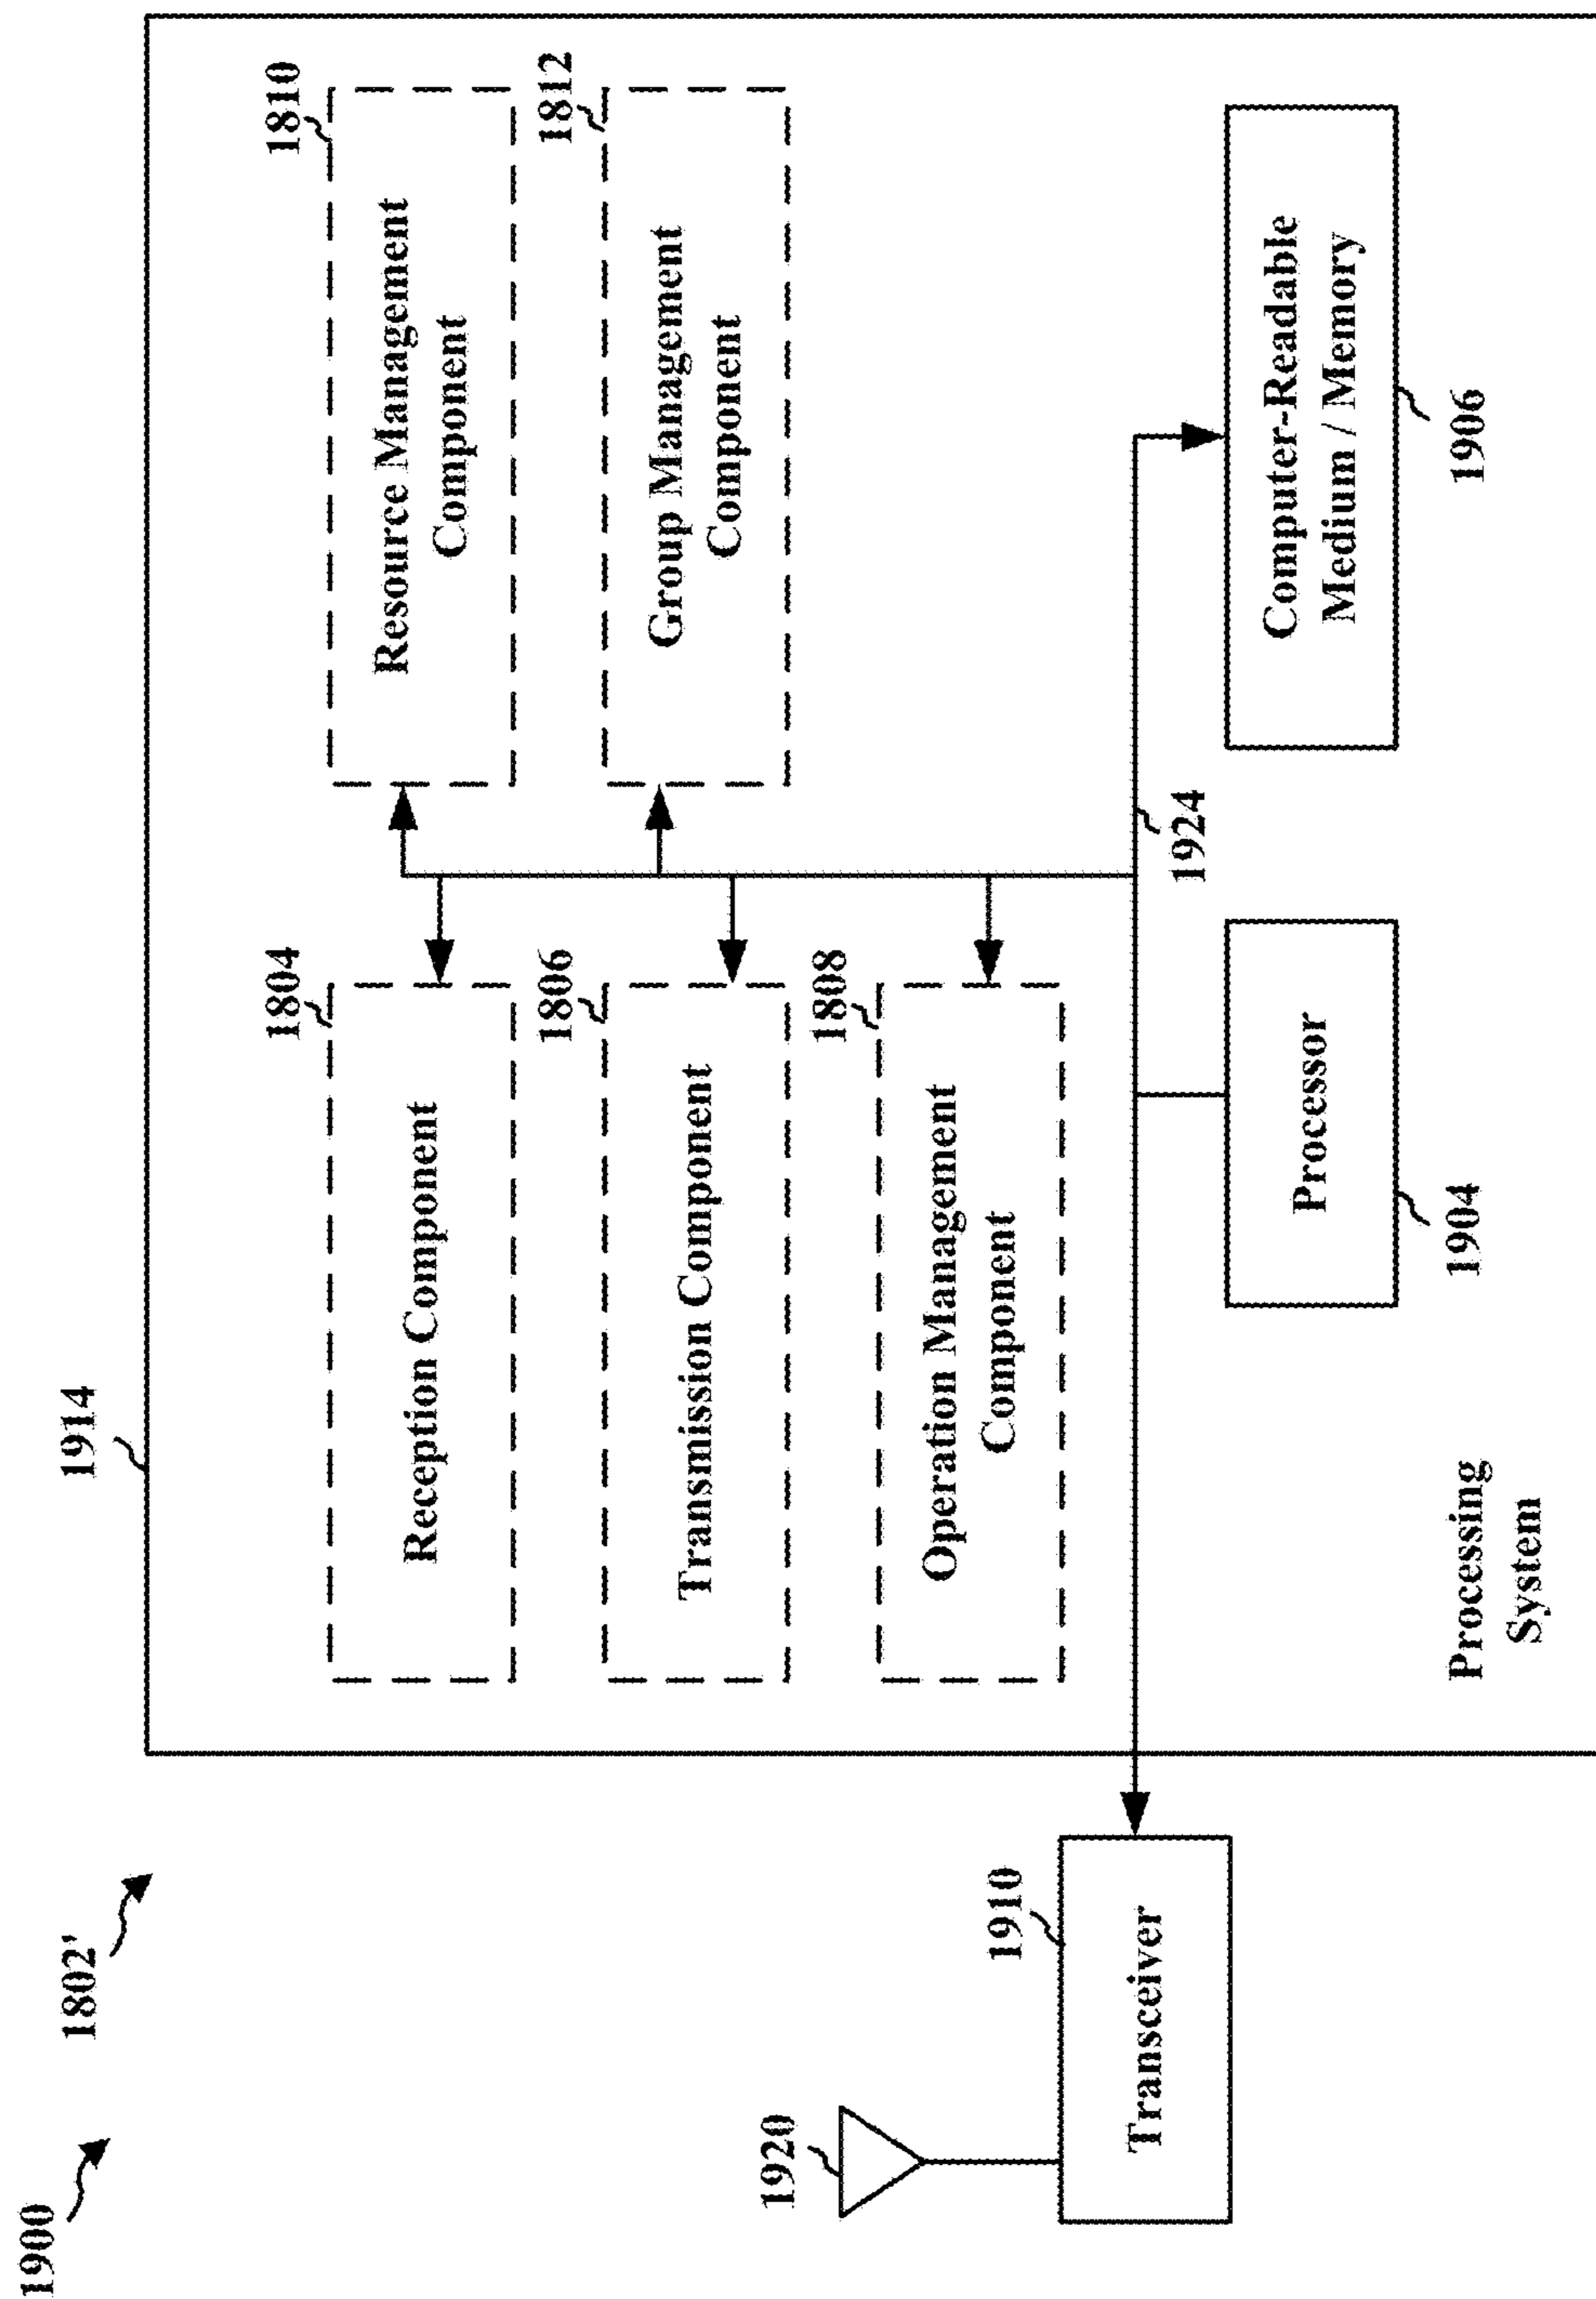 1900
1802'
1914
1804
Reception Component
1810
Resource Management
Component
1806
Transmission Component
1812
Group Management
Component
1808
Operation Management
Component
1920
1910
Transceiver
1924
Processor
1904
Computer-Readable
Medium / Memory
1906
Processing
System